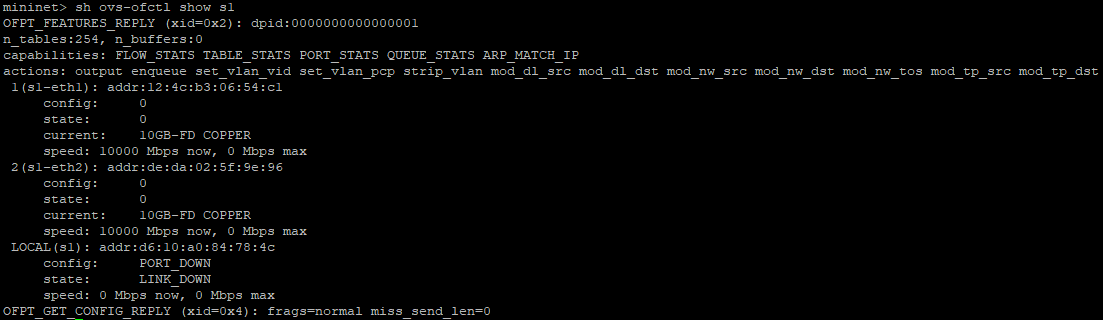 mininet> sh ovs-ofctl show s1
OFPT_FEATURES_REPLY (xid=0x2): dpid:0000000000000001
n_tables:254, n_buffers:0
capabilities: FLOW_STATS TABLE_STATS PORT_STATS QUEUE_STATS ARP_MATCH_IP
actions: output enqueue set_vlan_vid set_vlan_pcp strip_vlan mod_dl_src mod_dl_dst mod_nw_src mod_nw_dst mod_nw_tos mod_tp_src mod_tp_dst
1(s1-eth1): addr:12:4c:b3:06:54:c1
config: 0
state: 0
current: 10GB-FD COPPER
speed: 10000 Mbps now, 0 Mbps max
2(s1-eth2): addr:de:da:02:5f:9e:96
config: 0
state: 0
current: 10GB-FD COPPER
speed: 10000 Mbps now, 0 Mbps max
LOCAL(s1): addr:d6:10:a0:84:78:4c
config: PORT_DOWN
state: LINK_DOWN
speed: 0 Mbps now, 0 Mbps max
OFPT_GET_CONFIG_REPLY (xid=0x4): frags=normal miss_send_len=0